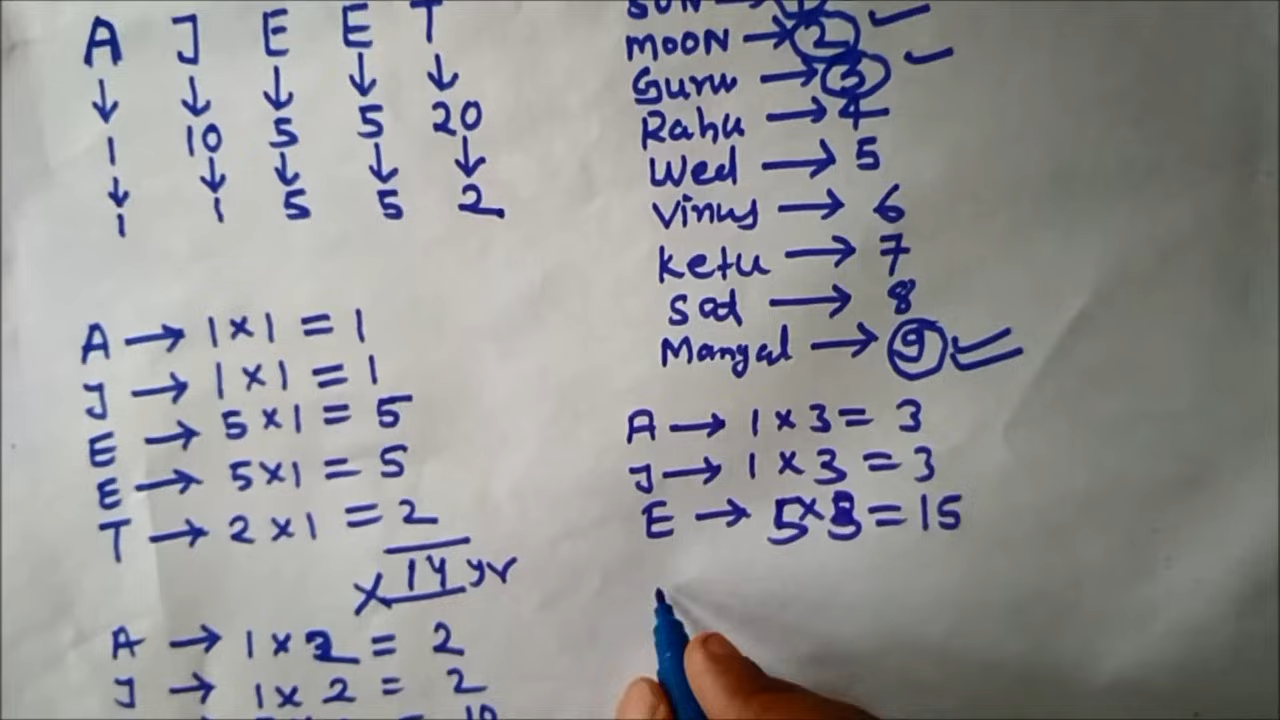 A J E E T
↓ ↓ ↓ ↓ ↓
1 10 5 5 20
↓ ↓ ↓ ↓ ↓
1 1 5 5 2
A → 1×1 = 1
J → 1×1 = 1
E → 5×1 = 5
E → 5×1 = 5
T → 2×1 = 2
× 14 yr
A → 1×2 = 2
J → 1×2 = 2
10
SUN →
MOON → 2 ✓
Guru → 3 ✓
Rahu → 4
Wed → 5
Vinus → 6
Ketu → 7
Sad → 8
Mangal → 9 ✓
A → 1×3 = 3
J → 1×3 = 3
E → 5×3 = 15